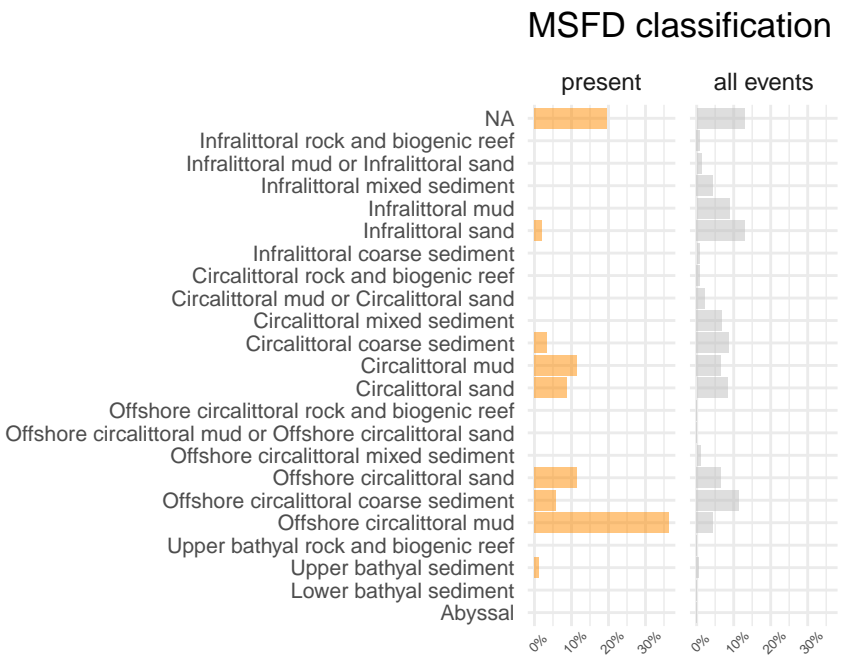 MSFD classification
present all events
NA
Infralittoral rock and biogenic reef
Infralittoral mud or Infralittoral sand
Infralittoral mixed sediment
Infralittoral mud
Infralittoral sand
Infralittoral coarse sediment
Circalittoral rock and biogenic reef
Circalittoral mud or Circalittoral sand
Circalittoral mixed sediment
Circalittoral coarse sediment
Circalittoral mud
Circalittoral sand
Offshore circalittoral rock and biogenic reef
Offshore circalittoral mud or Offshore circalittoral sand
Offshore circalittoral mixed sediment
Offshore circalittoral sand
Offshore circalittoral coarse sediment
Offshore circalittoral mud
Upper bathyal rock and biogenic reef
Upper bathyal sediment
Lower bathyal sediment
Abyssal
0% 10% 20% 30% 0% 10% 20% 30%